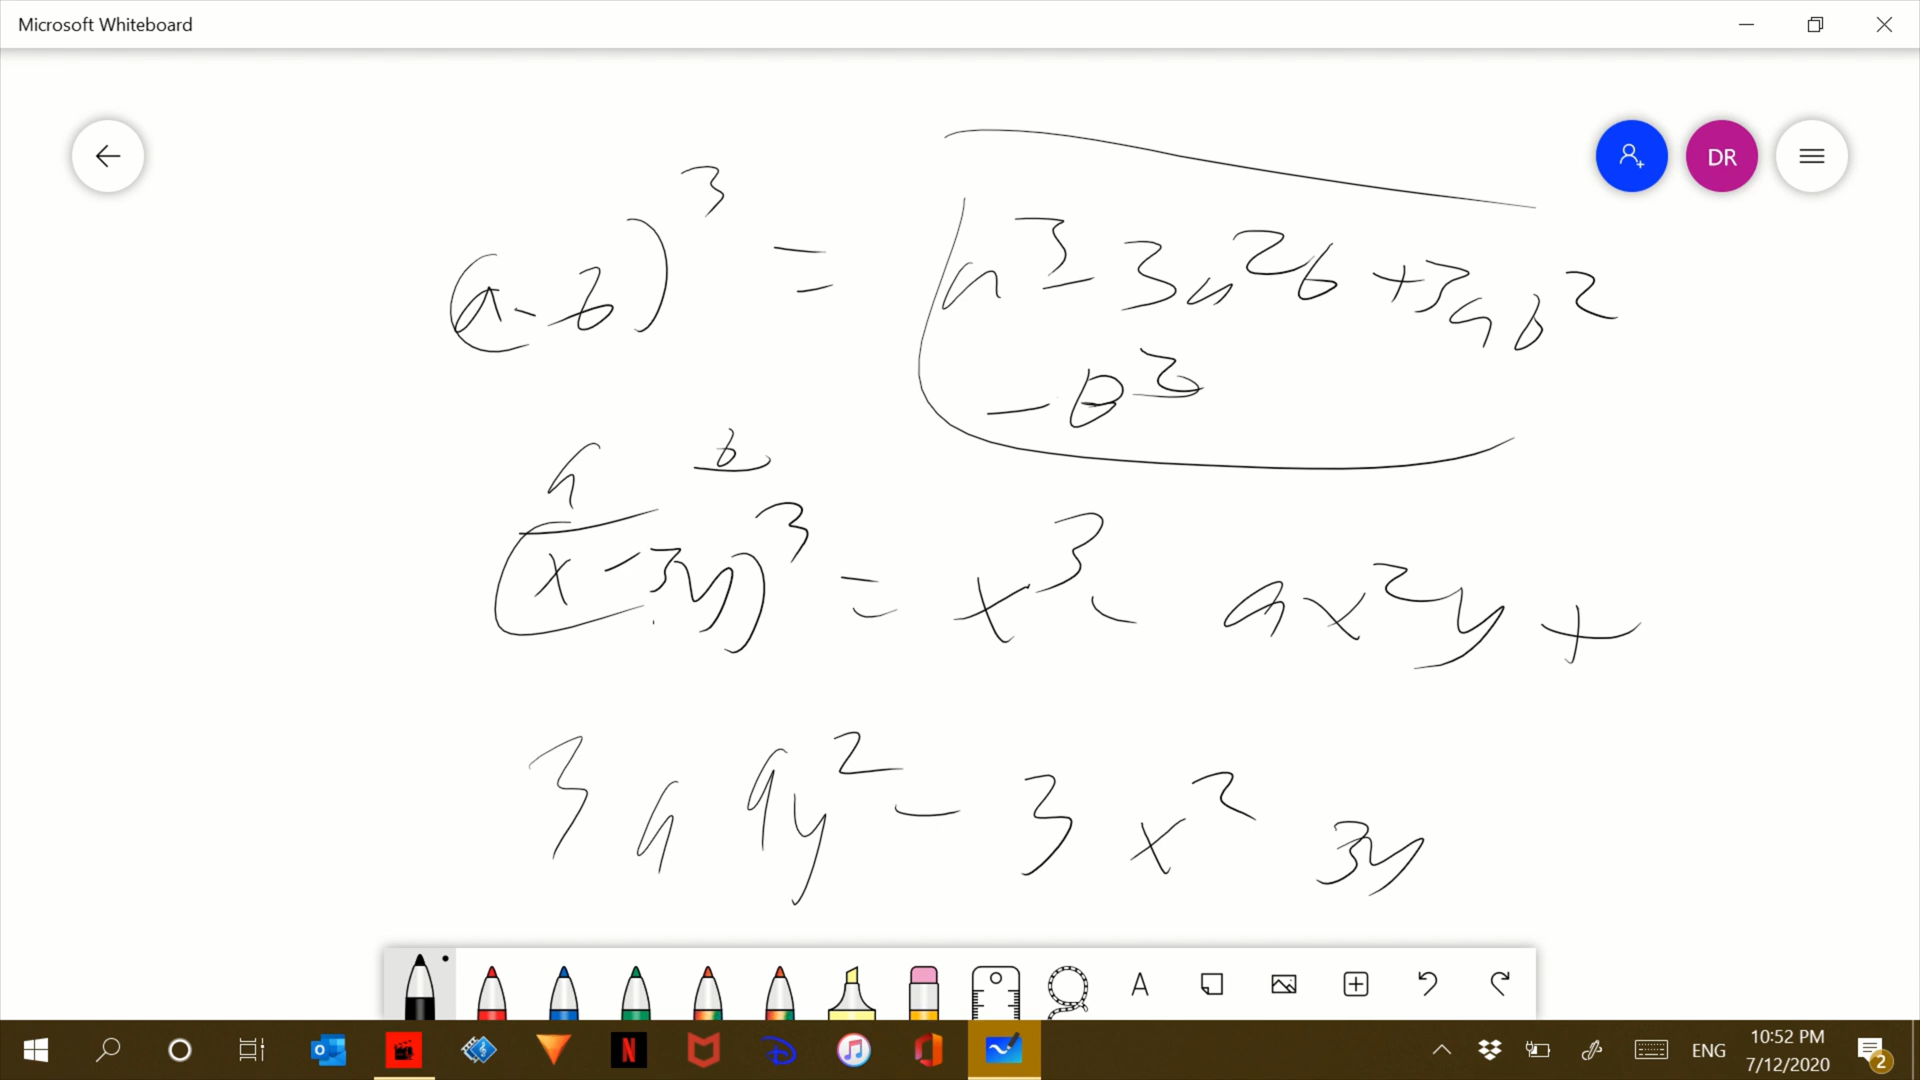 Microsoft Whiteboard
DR
(a-b)³ = a³-3a²b+3ab²
-b³
a b
(x-3y)³ = x³- 9x²y +
3 a 9y² - 3 x² 3y
A
ENG
10:52 PM
7/12/2020
2